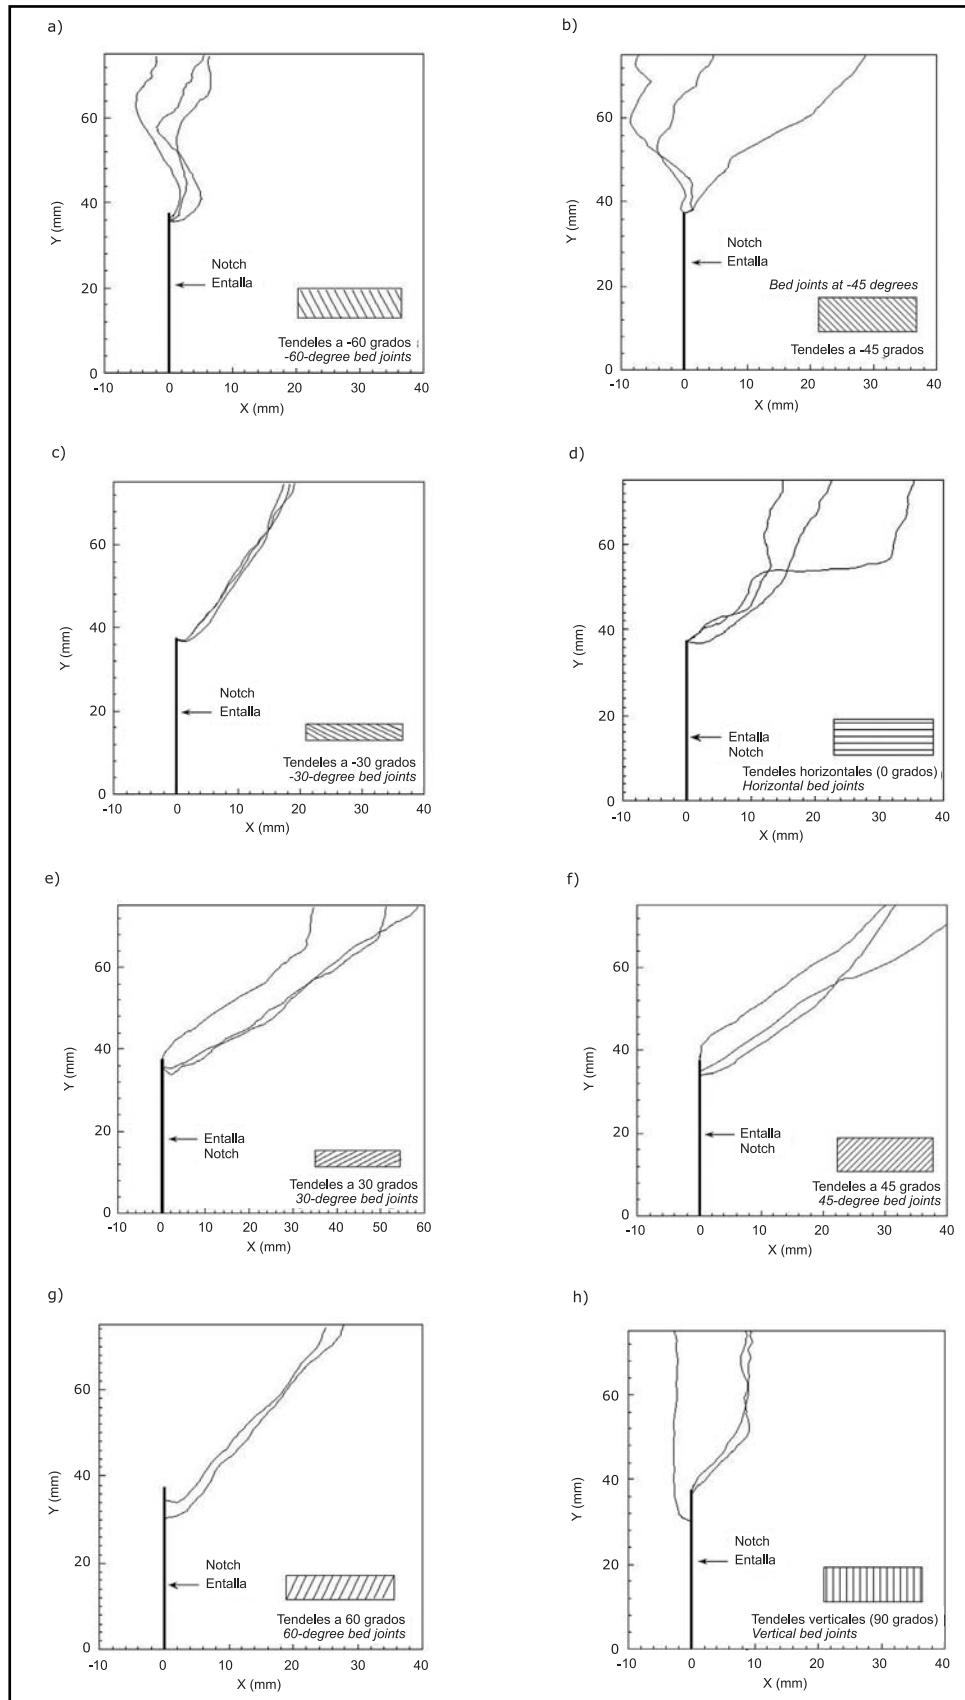 a)
60
40
20
0
Y (mm)
Notch
Entalla
Tendeles a -60 grados
-60-degree bed joints
-10 0 10 20 30 40
X (mm)
b)
60
40
20
0
Y (mm)
Notch
Entalla
Bed joints at -45 degrees
Tendeles a -45 grados
-10 0 10 20 30 40
X (mm)
c)
60
40
20
0
Y (mm)
Notch
Entalla
Tendeles a -30 grados
-30-degree bed joints
-10 0 10 20 30 40
X (mm)
d)
60
40
20
0
Y (mm)
Entalla
Notch
Tendeles horizontales (0 grados)
Horizontal bed joints
-10 0 10 20 30 40
X (mm)
e)
60
40
20
0
Y (mm)
Entalla
Notch
Tendeles a 30 grados
30-degree bed joints
-10 0 10 20 30 40 50 60
X (mm)
f)
60
40
20
0
Y (mm)
Entalla
Notch
Tendeles a 45 grados
45-degree bed joints
-10 0 10 20 30 40
X (mm)
g)
60
40
20
0
Y (mm)
Notch
Entalla
Tendeles a 60 grados
60-degree bed joints
-10 0 10 20 30 40
X (mm)
h)
60
40
20
0
Y (mm)
Notch
Entalla
Tendeles verticales (90 grados)
Vertical bed joints
-10 0 10 20 30 40
X (mm)